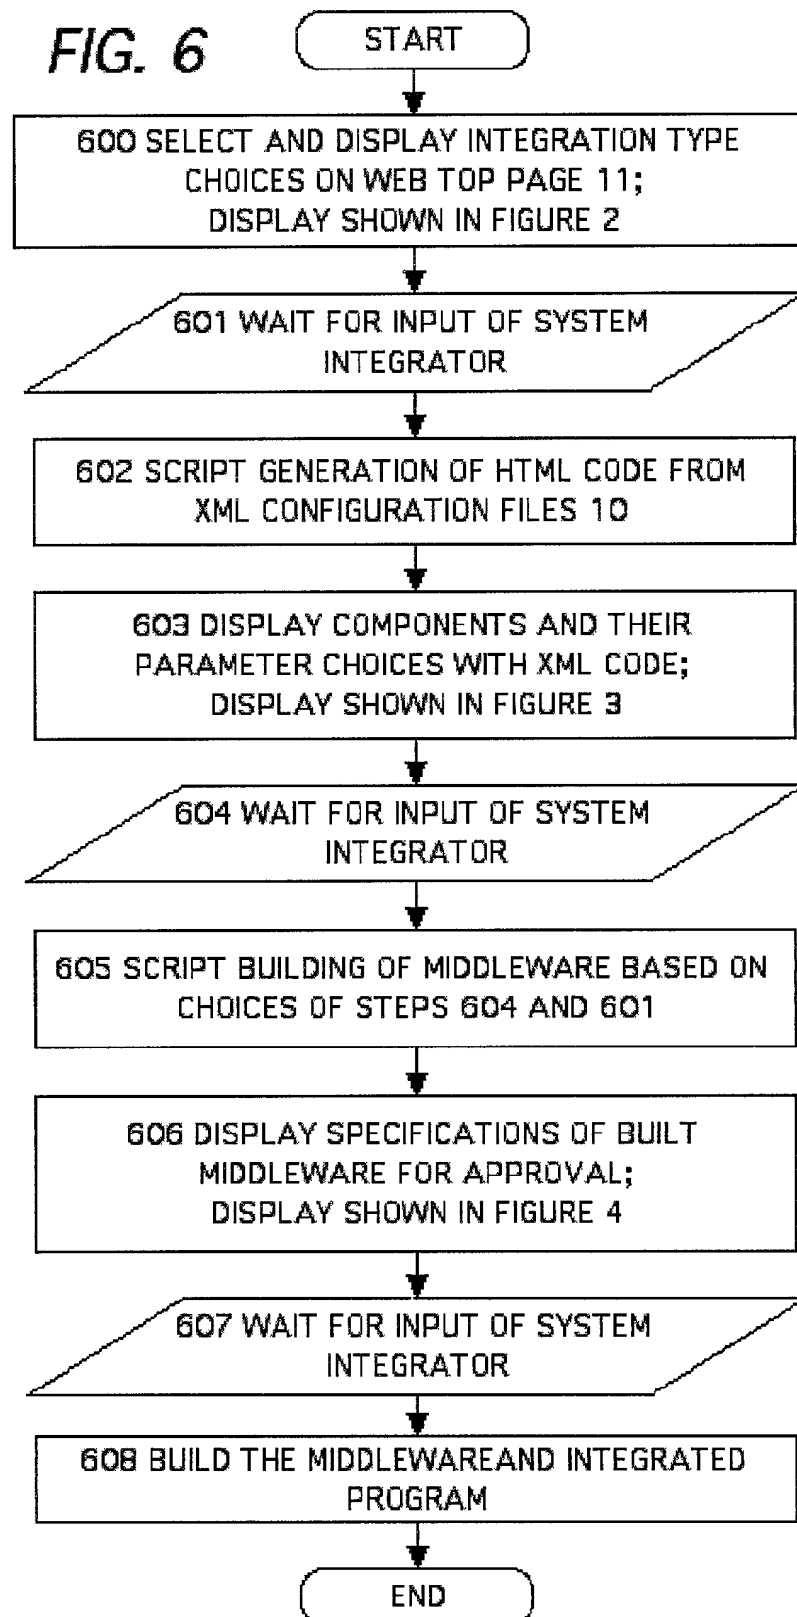 FIG. 6
START
600 SELECT AND DISPLAY INTEGRATION TYPE
CHOICES ON WEB TOP PAGE 11;
DISPLAY SHOWN IN FIGURE 2
601 WAIT FOR INPUT OF SYSTEM
INTEGRATOR
602 SCRIPT GENERATION OF HTML CODE FROM
XML CONFIGURATION FILES 10
603 DISPLAY COMPONENTS AND THEIR
PARAMETER CHOICES WITH XML CODE;
DISPLAY SHOWN IN FIGURE 3
604 WAIT FOR INPUT OF SYSTEM
INTEGRATOR
605 SCRIPT BUILDING OF MIDDLEWARE BASED ON
CHOICES OF STEPS 604 AND 601
606 DISPLAY SPECIFICATIONS OF BUILT
MIDDLEWARE FOR APPROVAL;
DISPLAY SHOWN IN FIGURE 4
607 WAIT FOR INPUT OF SYSTEM
INTEGRATOR
608 BUILD THE MIDDLEWAREAND INTEGRATED
PROGRAM
END